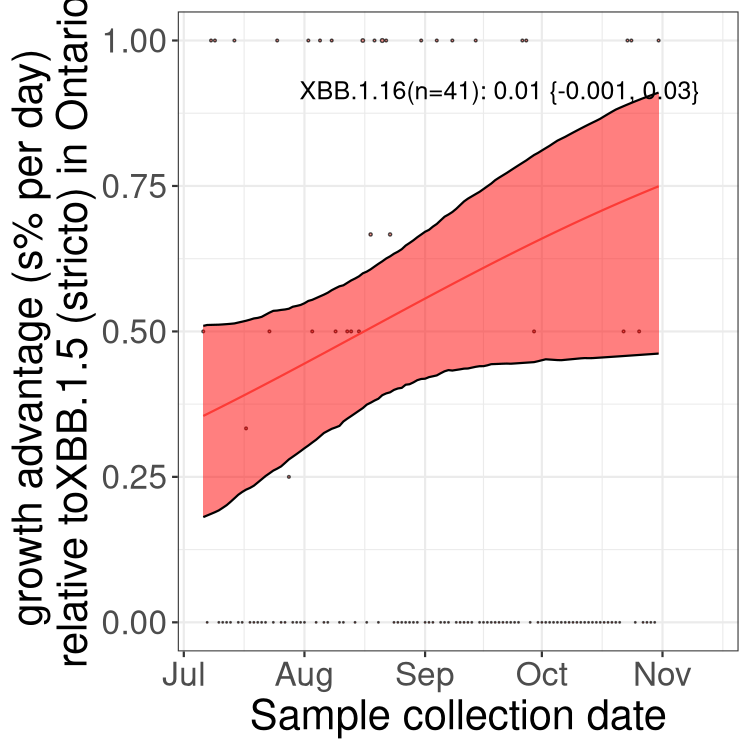 growth advantage (s% per day)
relative toXBB.1.5 (stricto) in Ontario
1.00
0.75
0.50
0.25
0.00
XBB.1.16(n=41): 0.01 {-0.001, 0.03}
Jul Aug Sep Oct Nov
Sample collection date